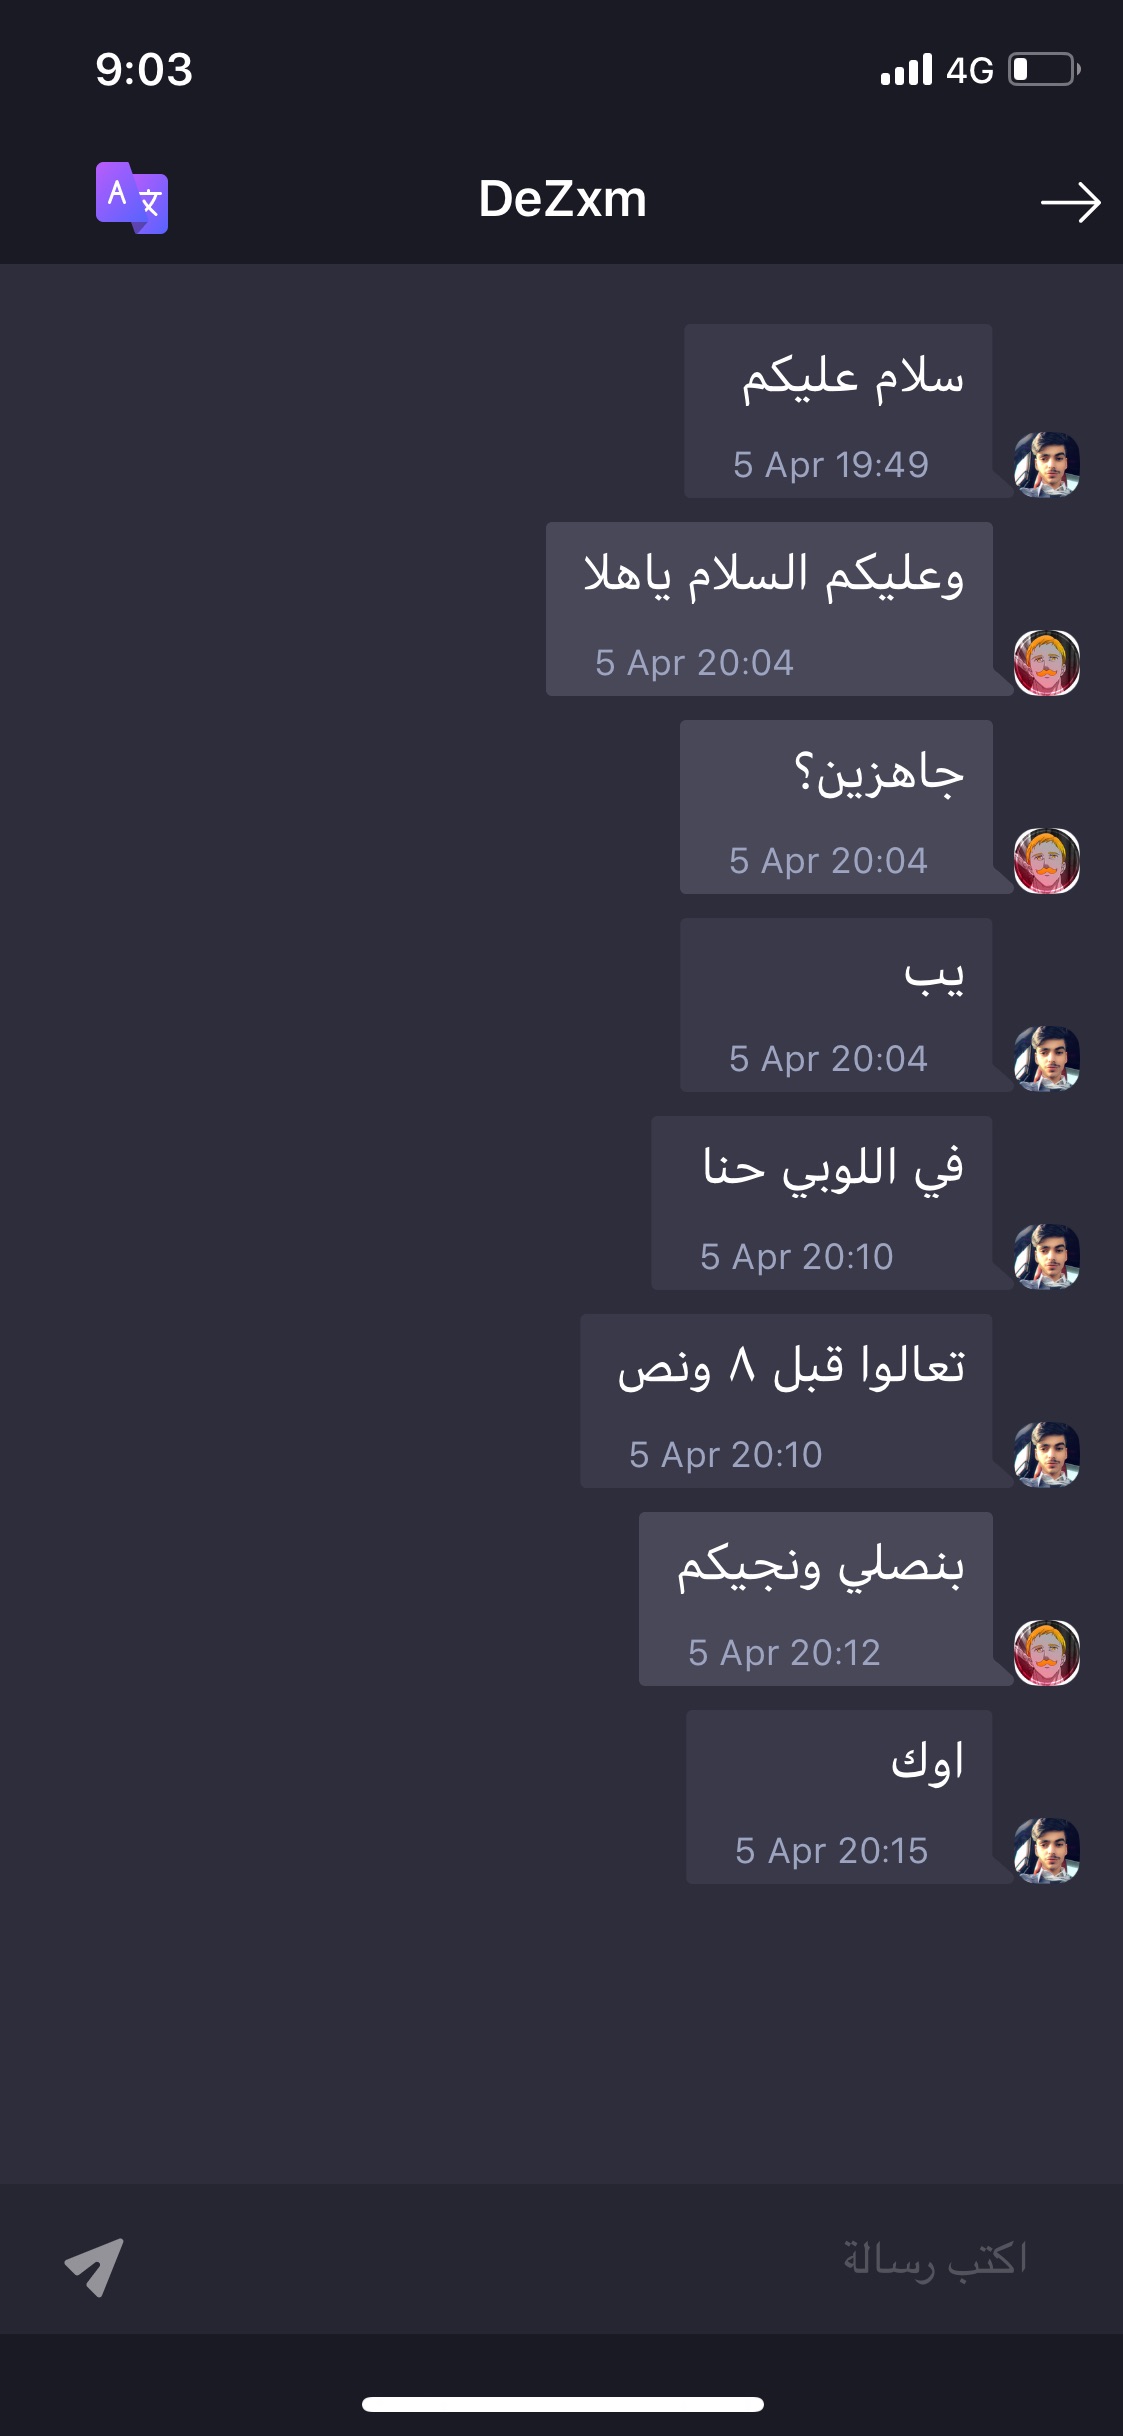 9:03
4G
A 文
DeZxm
سلام عليكم
5 Apr 19:49
وعليكم السلام ياهلا
5 Apr 20:04
جاهزين؟
5 Apr 20:04
يب
5 Apr 20:04
في اللوبي حنا
5 Apr 20:10
تعالوا قبل ٨ ونص
5 Apr 20:10
بنصلي ونجيكم
5 Apr 20:12
اوك
5 Apr 20:15
اكتب رسالة